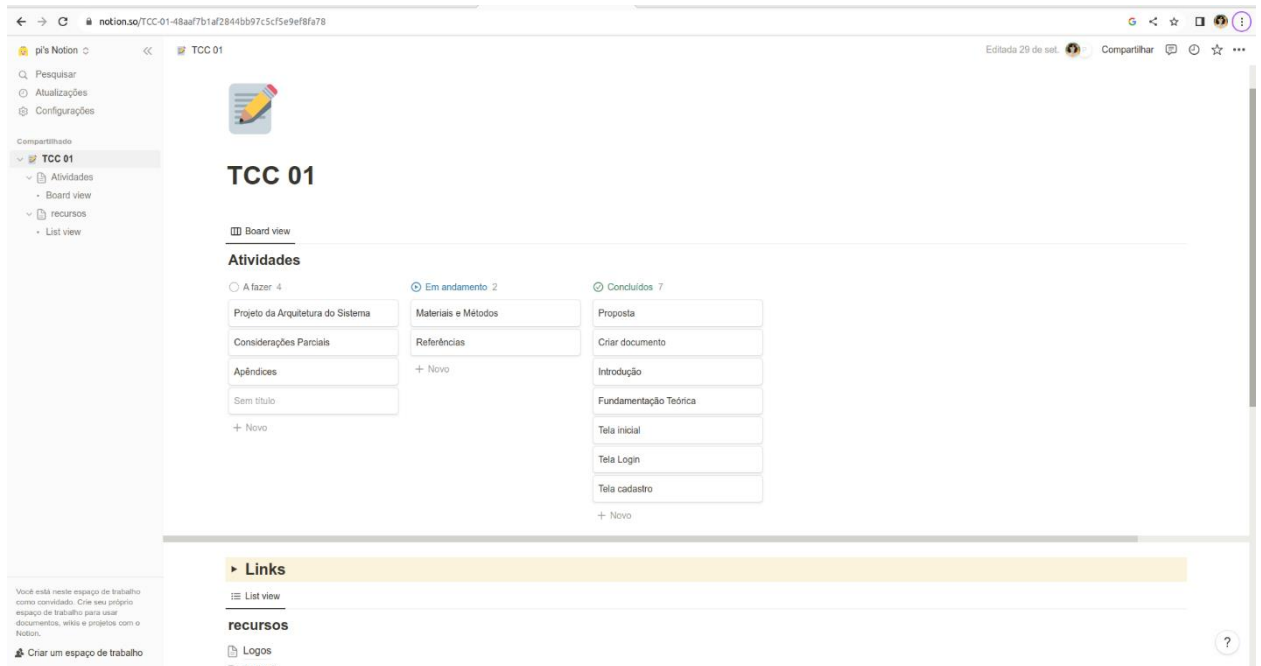 notion.so/TCC-01-48aaf7b1af2844bb97c5cf5e9ef8fa78
pi's Notion
TCC 01
Editada 29 de set.
Compartilhar
Pesquisar
Atualizações
Configurações
Compartilhado
TCC 01
Atividades
Board view
recursos
List view
TCC 01
Board view
Atividades
A fazer 4
Projeto da Arquitetura do Sistema
Considerações Parciais
Apêndices
Sem título
+ Novo
Em andamento 2
Materiais e Métodos
Referências
+ Novo
Concluídos 7
Proposta
Criar documento
Introdução
Fundamentação Teórica
Tela inicial
Tela Login
Tela cadastro
+ Novo
Links
List view
recursos
Logos
Você está neste espaço de trabalho
como convidado. Crie seu próprio
espaço de trabalho para usar
documentos, wikis e projetos com o
Notion.
Criar um espaço de trabalho
?